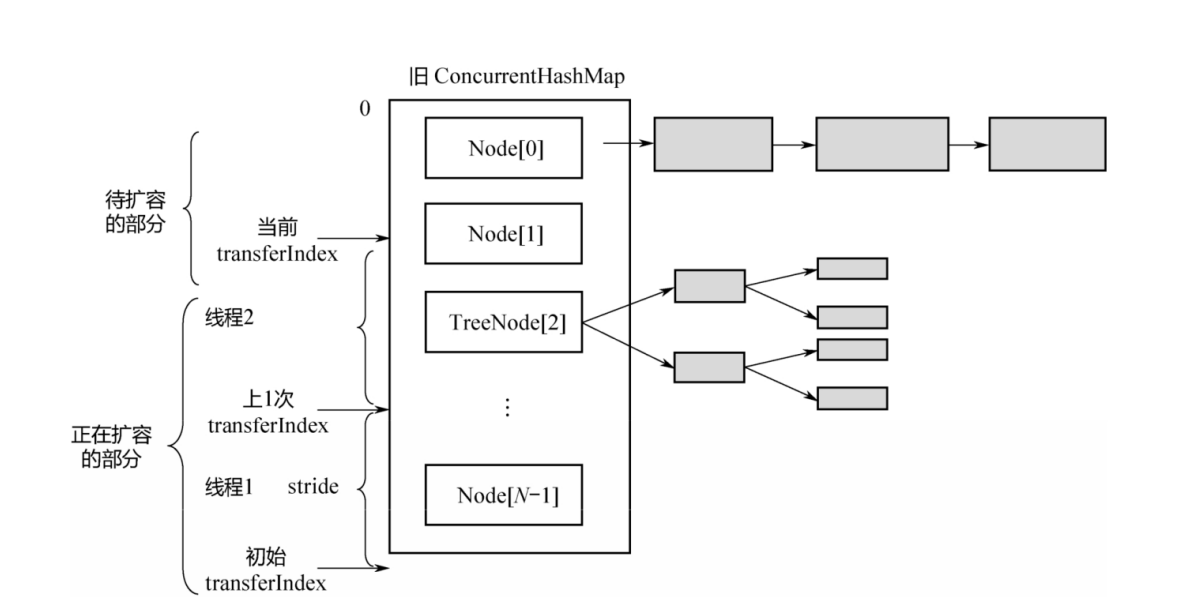 旧 ConcurrentHashMap
0
Node[0]
待扩容
的部分
当前
transferIndex
Node[1]
线程2
TreeNode[2]
上1次
transferIndex
⋮
正在扩容
的部分
线程1 stride
Node[N−1]
初始
transferIndex